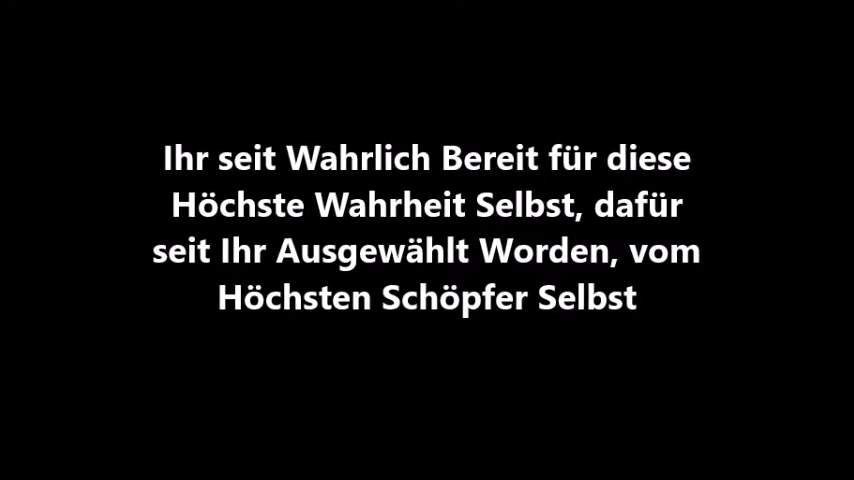 Ihr seit Wahrlich Bereit für diese
Höchste Wahrheit Selbst, dafür
seit Ihr Ausgewählt Worden, vom
Höchsten Schöpfer Selbst